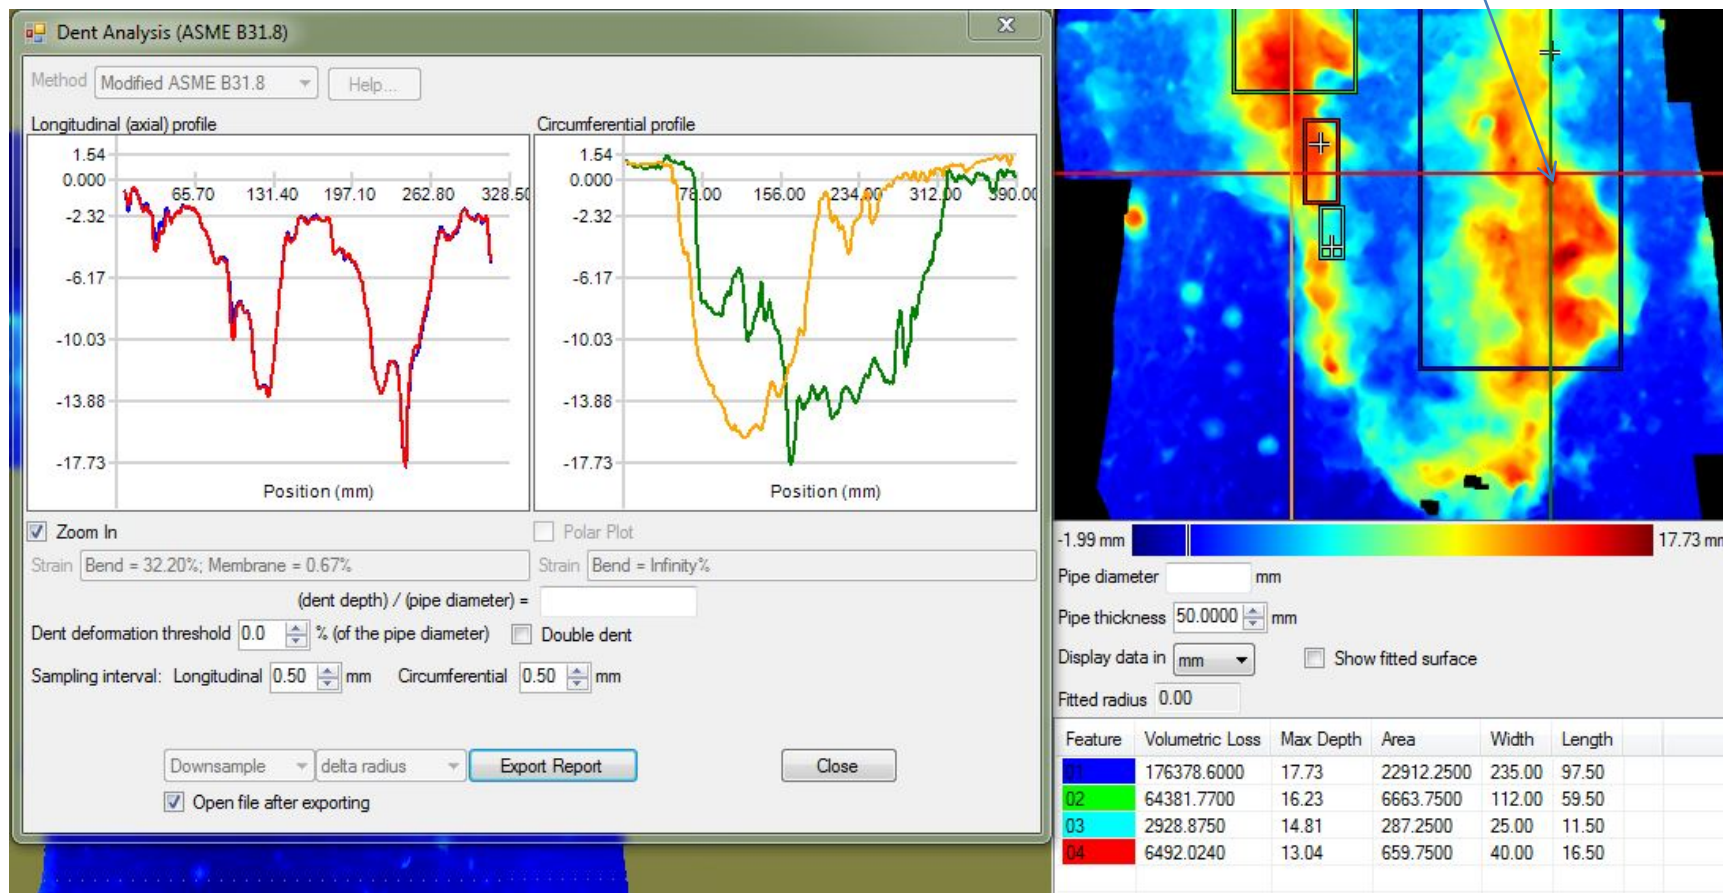 Dent Analysis (ASME B31.8)
Method Modified ASME B31.8 Help...
Longitudinal (axial) profile
1.54
0.000
65.70 131.40 197.10 262.80 328.50
-2.32
-6.17
-10.03
-13.88
-17.73
Position (mm)
Circumferential profile
1.54
0.000
78.00 156.00 234.00 312.00 390.00
-2.32
-6.17
-10.03
-13.88
-17.73
Position (mm)
Zoom In
Polar Plot
Strain Bend = 32.20%; Membrane = 0.67%
Strain Bend = Infinity%
(dent depth) / (pipe diameter) =
Dent deformation threshold 0.0 % (of the pipe diameter) Double dent
Sampling interval: Longitudinal 0.50 mm Circumferential 0.50 mm
Downsample delta radius Export Report Close
Open file after exporting
-1.99 mm 17.73 mm
Pipe diameter mm
Pipe thickness 50.0000 mm
Display data in mm Show fitted surface
Fitted radius 0.00
Feature Volumetric Loss Max Depth Area Width Length
01 176378.6000 17.73 22912.2500 235.00 97.50
02 64381.7700 16.23 6663.7500 112.00 59.50
03 2928.8750 14.81 287.2500 25.00 11.50
04 6492.0240 13.04 659.7500 40.00 16.50